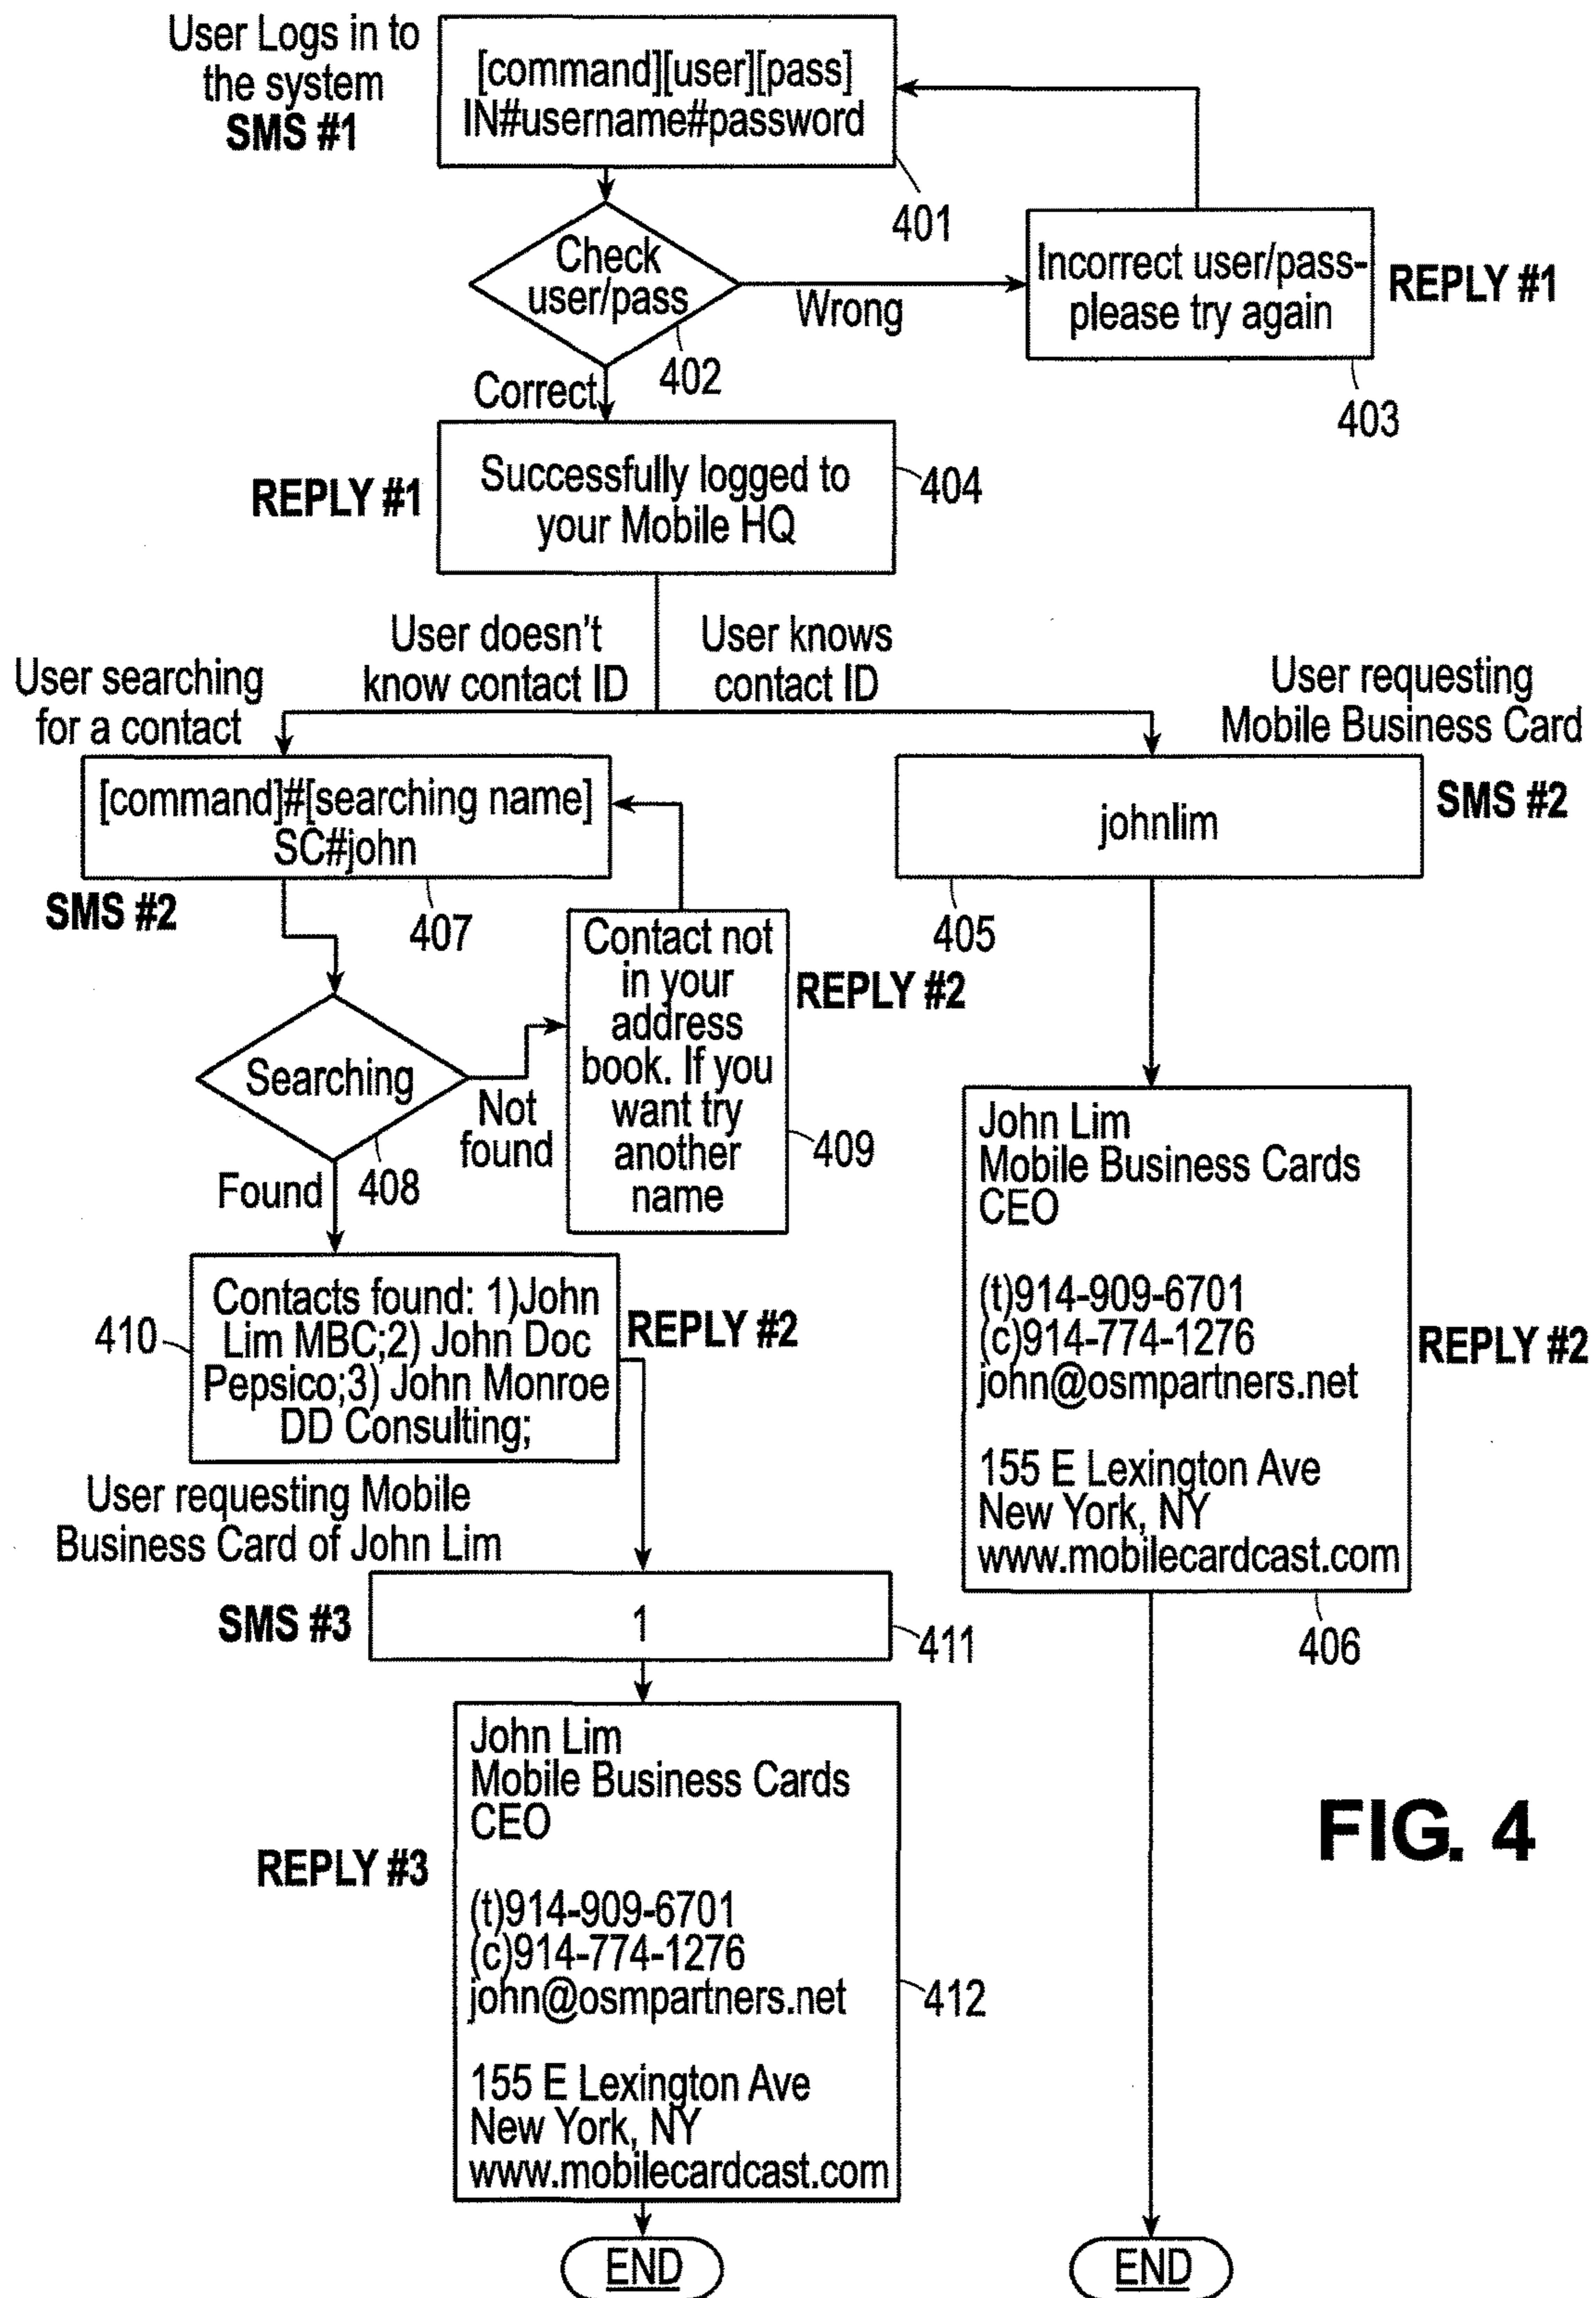 User Logs in to
the system
SMS #1
[command][user][pass]
IN#username#password
401
Check
user/pass
402
Wrong
Incorrect user/pass-
please try again
REPLY #1
403
Correct
REPLY #1
Successfully logged to
your Mobile HQ
404
User doesn't
know contact ID
User knows
contact ID
User searching
for a contact
[command]#[searching name]
SC#john
SMS #2
407
User requesting
Mobile Business Card
johnlim
SMS #2
405
Searching
408
Not
found
Contact not
in your
address
book. If you
want try
another
name
REPLY #2
409
Found
410
Contacts found: 1)John
Lim MBC;2) John Doc
Pepsico;3) John Monroe
DD Consulting;
REPLY #2
John Lim
Mobile Business Cards
CEO
(t)914-909-6701
(c)914-774-1276
john@osmpartners.net
155 E Lexington Ave
New York, NY
www.mobilecardcast.com
REPLY #2
406
User requesting Mobile
Business Card of John Lim
SMS #3
1
411
REPLY #3
John Lim
Mobile Business Cards
CEO
(t)914-909-6701
(c)914-774-1276
john@osmpartners.net
155 E Lexington Ave
New York, NY
www.mobilecardcast.com
412
FIG. 4
END
END